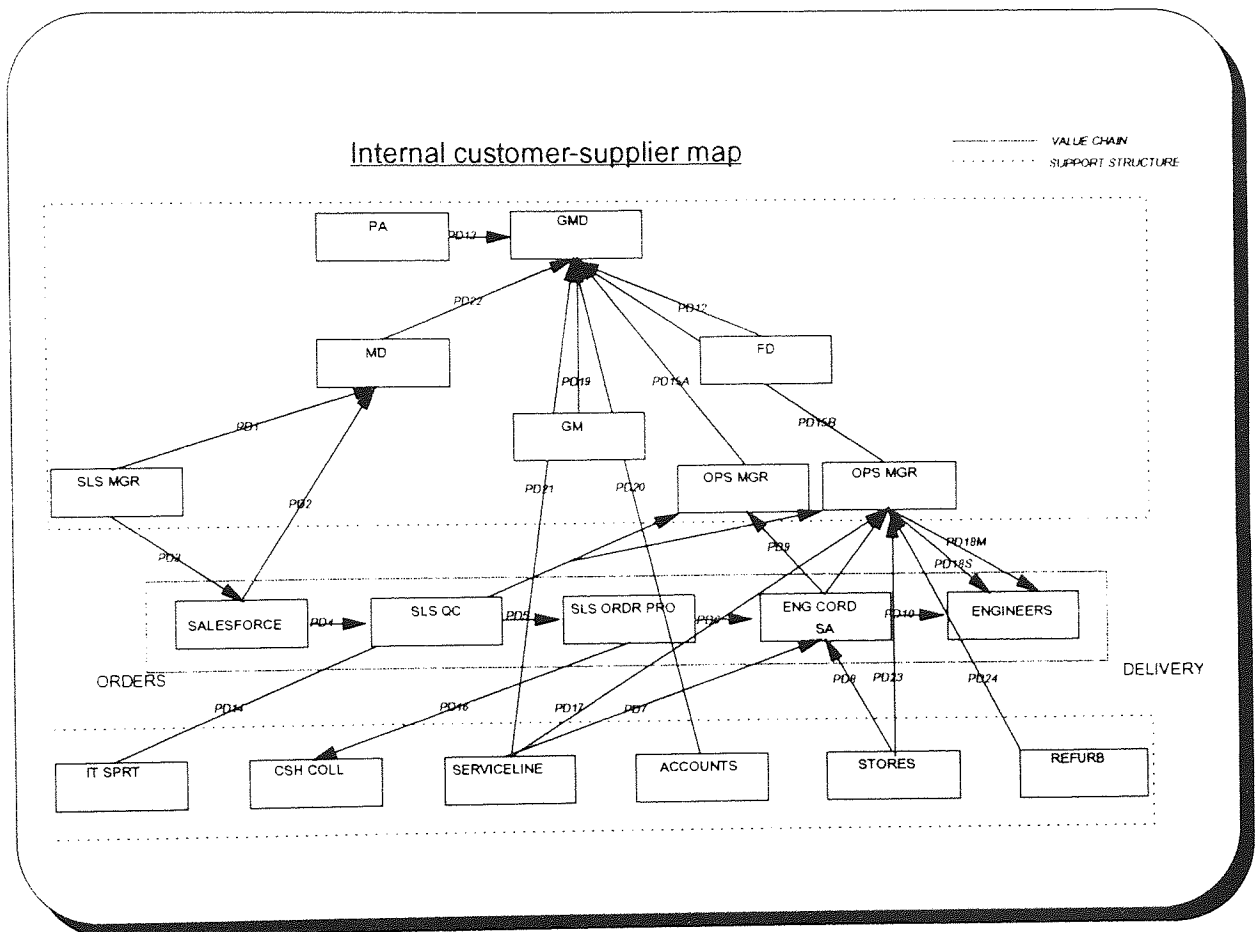 Internal customer-supplier map
VALUE CHAIN
SUPPORT STRUCTURE
PA
PD13
GMD
PD22
PD12
MD
FD
PD19
PD15A
PD1
GM
PD15B
SLS MGR
PD2
PD21
PD20
OPS MGR
OPS MGR
PD3
PD9
PD18M
PD18S
SALESFORCE
PD4
SLS QC
PD5
SLS ORDR PRO
PD6
ENG CORD
SA
PD10
ENGINEERS
ORDERS
DELIVERY
PD14
PD16
PD17
PD7
PD8
PD23
PD24
IT SPRT
CSH COLL
SERVICELINE
ACCOUNTS
STORES
REFURB